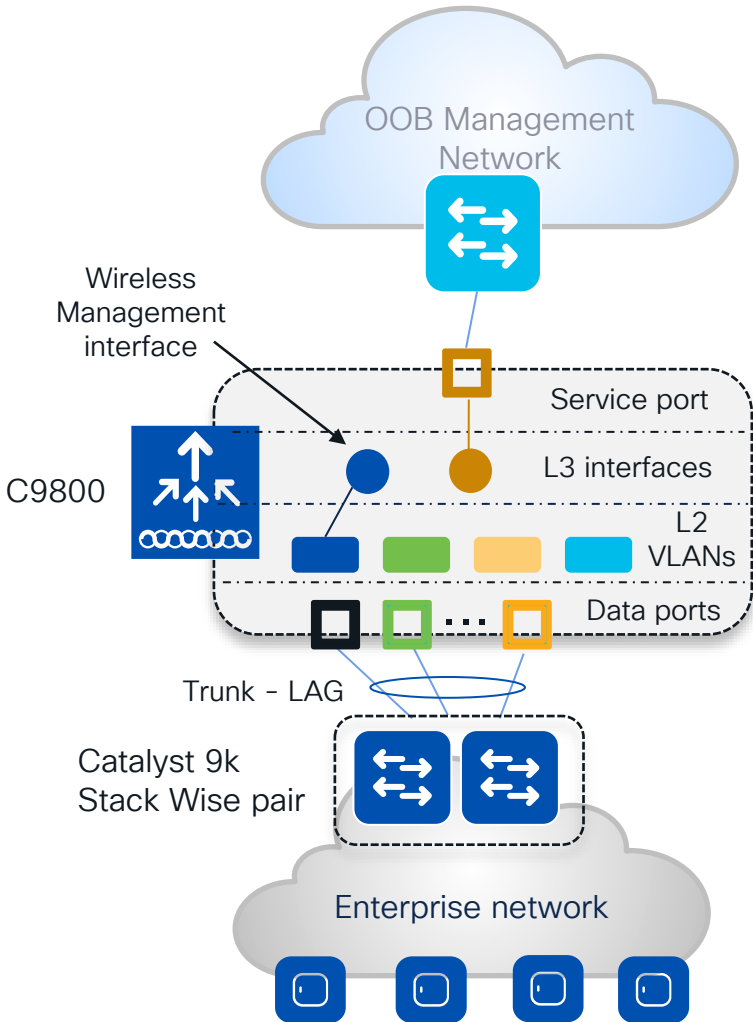 OOB Management
Network
Wireless
Management
interface
Service port
C9800
L3 interfaces
L2
VLANs
Data ports
Trunk - LAG
Catalyst 9k
Stack Wise pair
Enterprise network